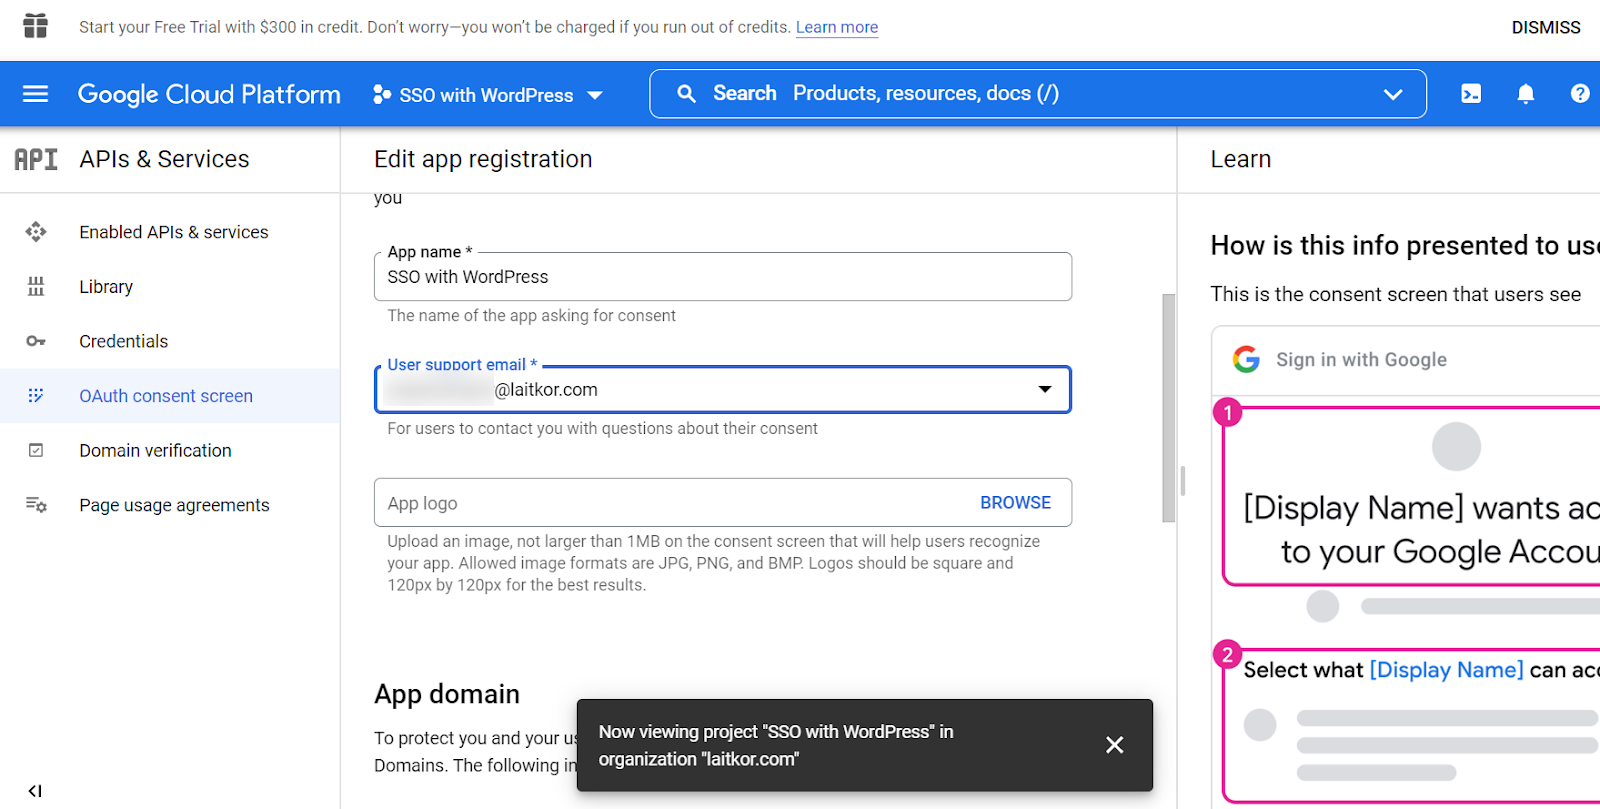 Start your Free Trial with $300 in credit. Don't worry—you won't be charged if you run out of credits. Learn more
DISMISS
Google Cloud Platform
SSO with WordPress
Search Products, resources, docs (/)
API APIs & Services
Edit app registration
Learn
Enabled APIs & services
Library
Credentials
OAuth consent screen
Domain verification
Page usage agreements
you
App name *
SSO with WordPress
The name of the app asking for consent
User support email *
@laitkor.com
For users to contact you with questions about their consent
App logo
BROWSE
Upload an image, not larger than 1MB on the consent screen that will help users recognize
your app. Allowed image formats are JPG, PNG, and BMP. Logos should be square and
120px by 120px for the best results.
App domain
To protect you and your us
Domains. The following in
Now viewing project "SSO with WordPress" in
organization "laitkor.com"
How is this info presented to use
This is the consent screen that users see
Sign in with Google
1
[Display Name] wants ac
to your Google Accou
2
Select what [Display Name] can acc